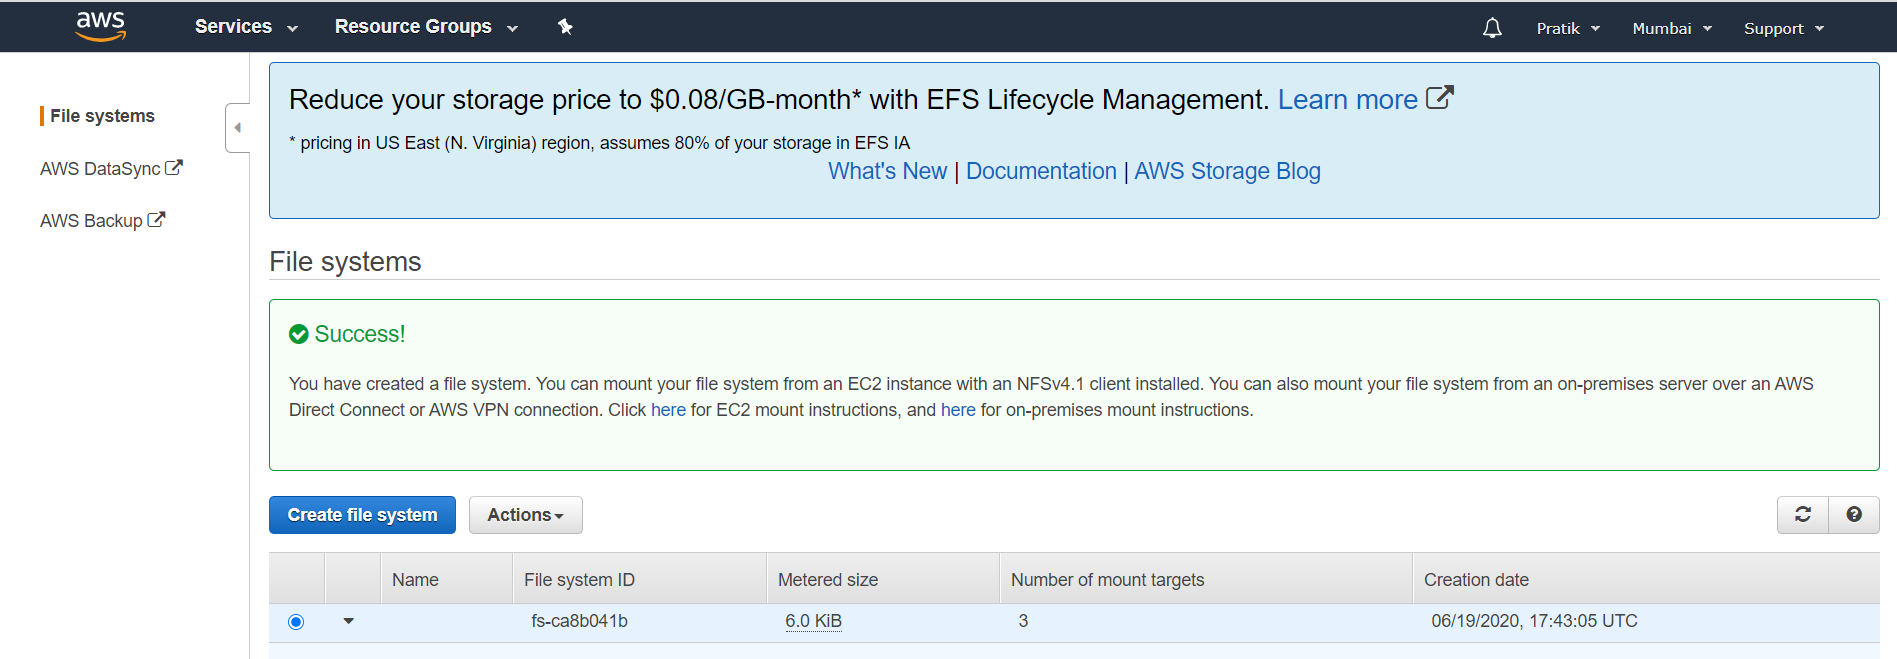 aws Services Resource Groups Pratik Mumbai Support
File systems
AWS DataSync
AWS Backup
Reduce your storage price to $0.08/GB-month* with EFS Lifecycle Management. Learn more
* pricing in US East (N. Virginia) region, assumes 80% of your storage in EFS IA
What's New | Documentation | AWS Storage Blog
File systems
Success!
You have created a file system. You can mount your file system from an EC2 instance with an NFSv4.1 client installed. You can also mount your file system from an on-premises server over an AWS
Direct Connect or AWS VPN connection. Click here for EC2 mount instructions, and here for on-premises mount instructions.
Create file system Actions
Name File system ID Metered size Number of mount targets Creation date
fs-ca8b041b 6.0 KiB 3 06/19/2020, 17:43:05 UTC